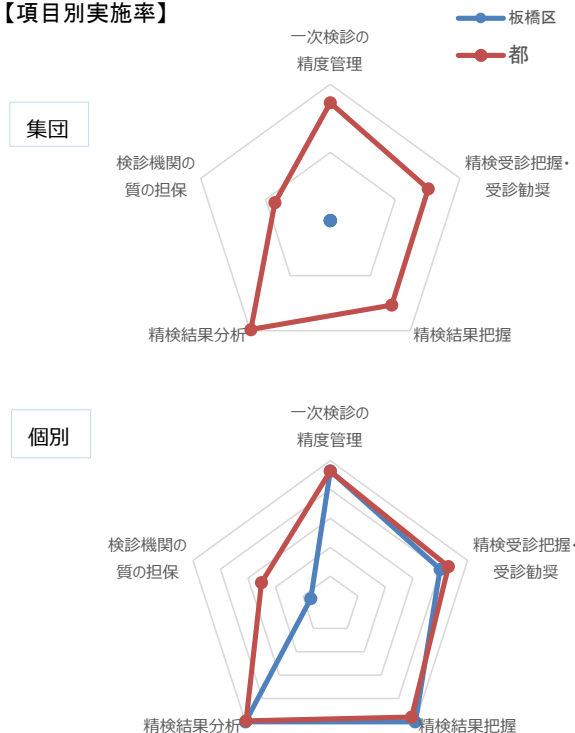 【項目別実施率】
板橋区
都
集団
一次検診の
精度管理
検診機関の
質の担保
精検受診把握・
受診勧奨
精検結果分析
精検結果把握
個別
一次検診の
精度管理
検診機関の
質の担保
精検受診把握・
受診勧奨
精検結果分析
精検結果把握